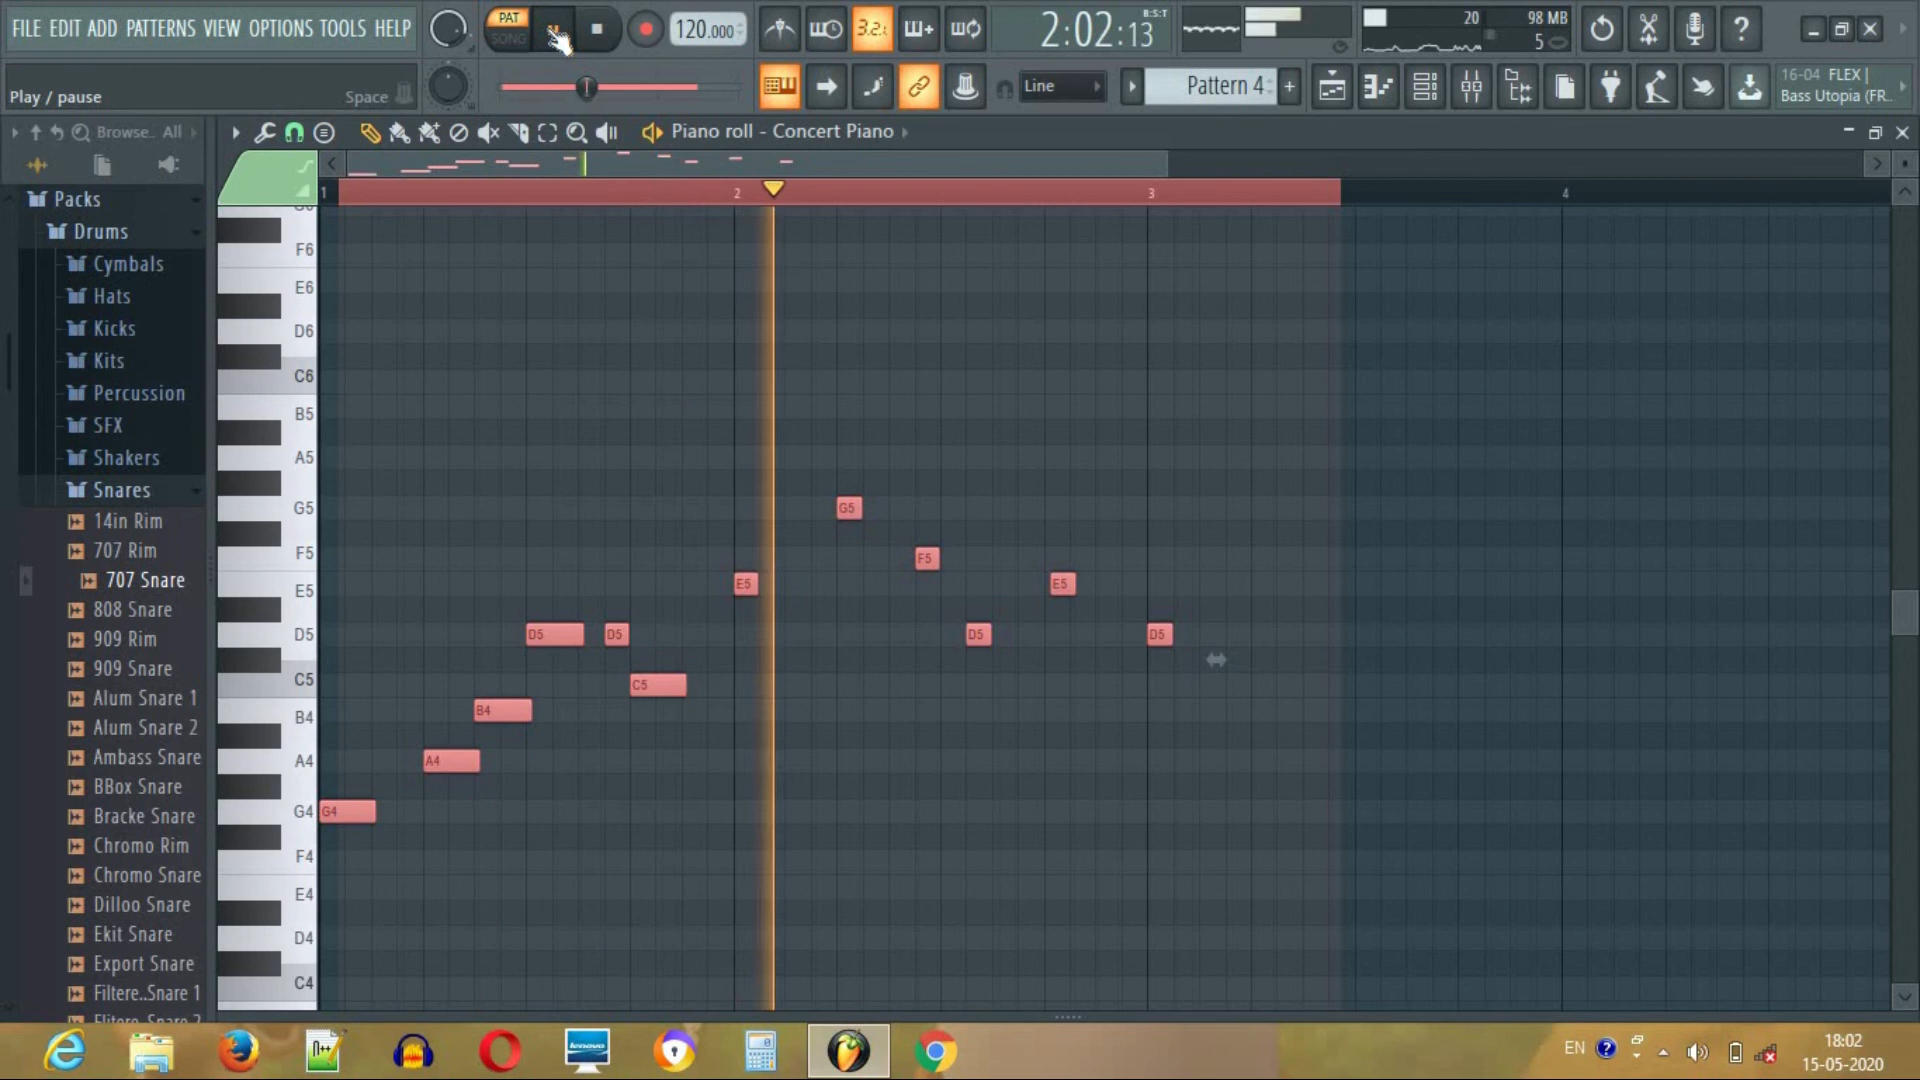 FILE EDIT ADD PATTERNS VIEW OPTIONS TOOLS HELP
PAT
SONG
120.000
3.2.
2:02:13
B:S:T
20
98 MB
5
Play / pause
Space
Line
Pattern 4
16-04 FLEX |
Bass Utopia (FR..
Browse.. All
Piano roll - Concert Piano
1
2
3
4
Packs
Drums
Cymbals
Hats
Kicks
Kits
Percussion
SFX
Shakers
Snares
14in Rim
707 Rim
707 Snare
808 Snare
909 Rim
909 Snare
Alum Snare 1
Alum Snare 2
Ambass Snare
BBox Snare
Bracke Snare
Chromo Rim
Chromo Snare
Dilloo Snare
Ekit Snare
Export Snare
Filtere..Snare 1
F6
E6
D6
C6
B5
A5
G5
F5
E5
D5
C5
B4
A4
G4
F4
E4
D4
C4
G5
F5
E5
E5
D5
D5
D5
D5
C5
B4
A4
G4
EN
18:02
15-05-2020